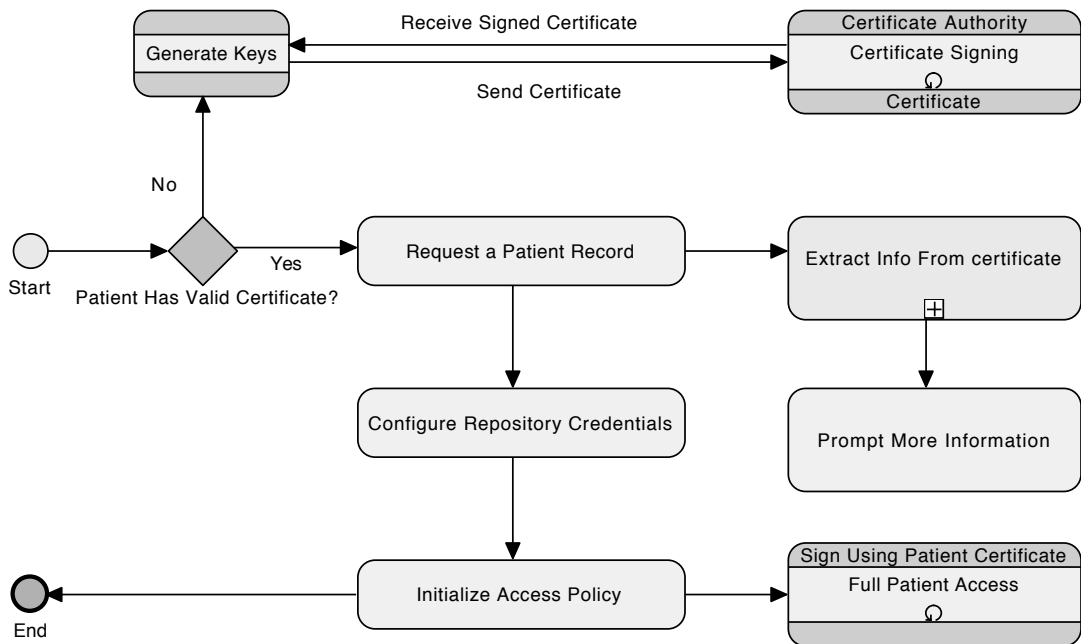 Receive Signed Certificate
Certificate Authority
Generate Keys
Certificate Signing
Send Certificate
Certificate
No
Request a Patient Record
Extract Info From certificate
Yes
Start
Patient Has Valid Certificate?
Configure Repository Credentials
Prompt More Information
Sign Using Patient Certificate
Initialize Access Policy
Full Patient Access
End